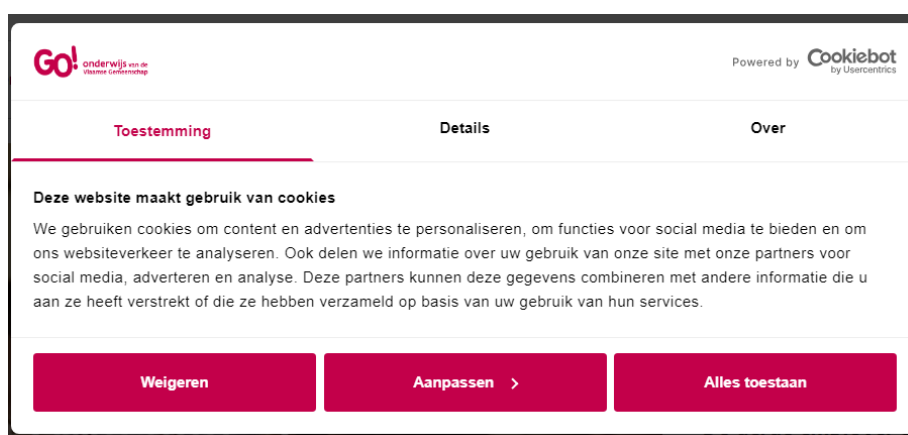 GO! onderwijs van de
Vlaamse Gemeenschap
Powered by Cookiebot
by Usercentrics
Toestemming Details Over
Deze website maakt gebruik van cookies
We gebruiken cookies om content en advertenties te personaliseren, om functies voor social media te bieden en om
ons websiteverkeer te analyseren. Ook delen we informatie over uw gebruik van onze site met onze partners voor
social media, adverteren en analyse. Deze partners kunnen deze gegevens combineren met andere informatie die u
aan ze heeft verstrekt of die ze hebben verzameld op basis van uw gebruik van hun services.
Weigeren Aanpassen > Alles toestaan